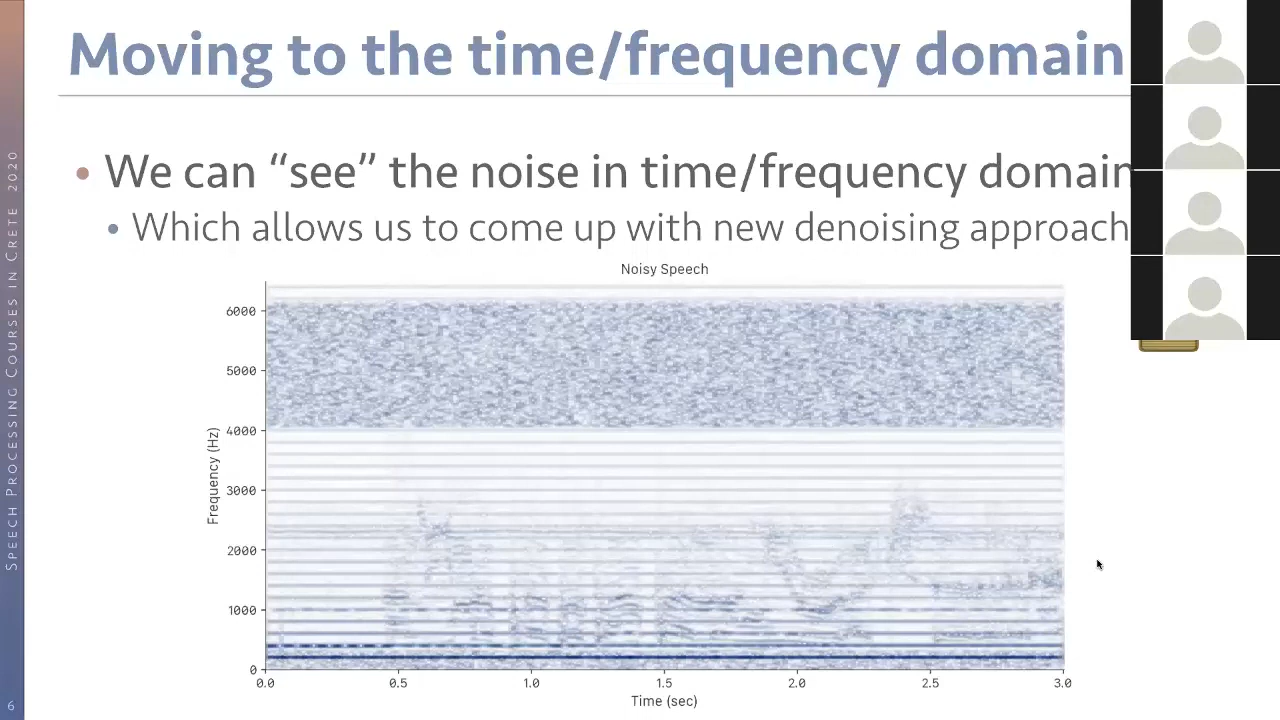 Moving to the time/frequency domain
• We can “see” the noise in time/frequency domain
• Which allows us to come up with new denoising approach
Noisy Speech
6000
5000
4000
3000
2000
1000
0
Frequency (Hz)
0.0 0.5 1.0 1.5 2.0 2.5 3.0
Time (sec)
SPEECH PROCESSING COURSES IN CRETE 2020
6